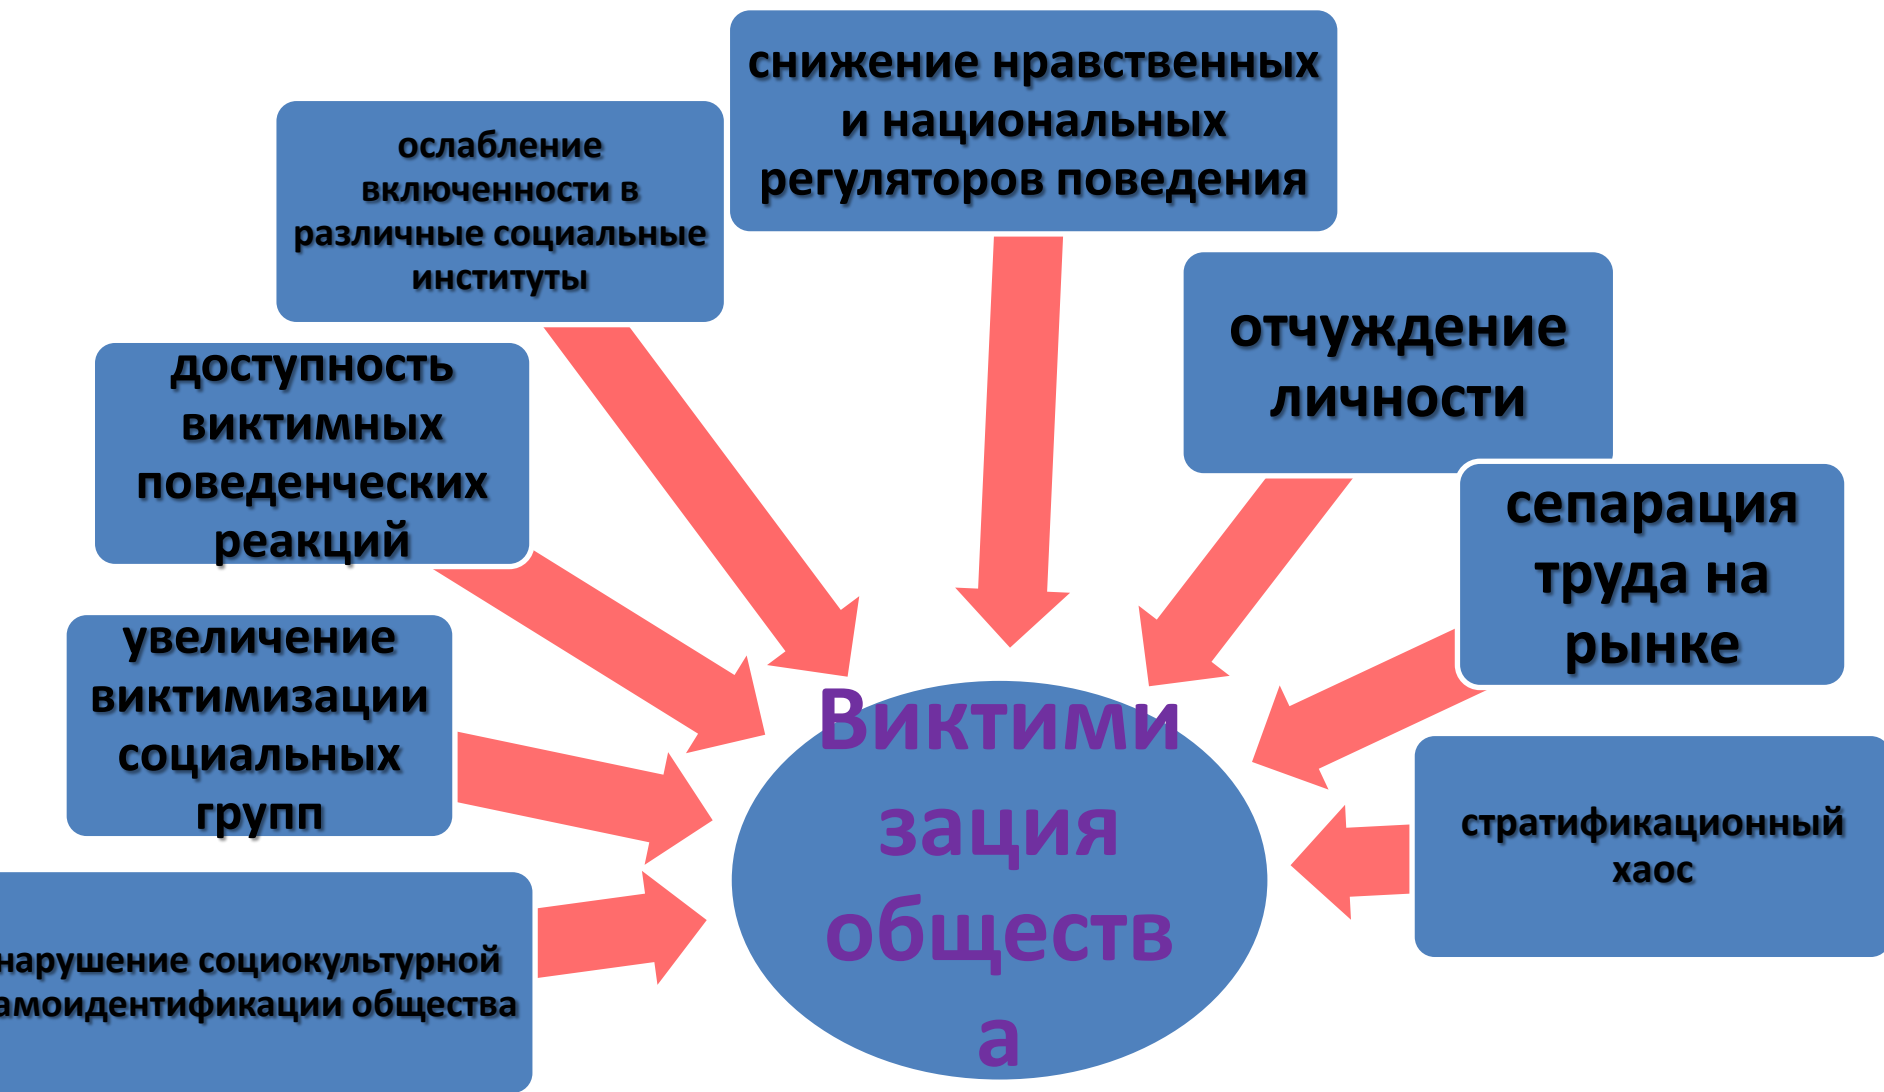 снижение нравственных
и национальных
регуляторов поведения
ослабление
включенности в
различные социальные
институты
отчуждение
личности
доступность
виктимных
поведенческих
реакций
сепарация
труда на
рынке
увеличение
виктимизации
социальных
групп
Виктими
зация
обществ
а
стратификационный
хаос
нарушение социокультурной
амоидентификации общества